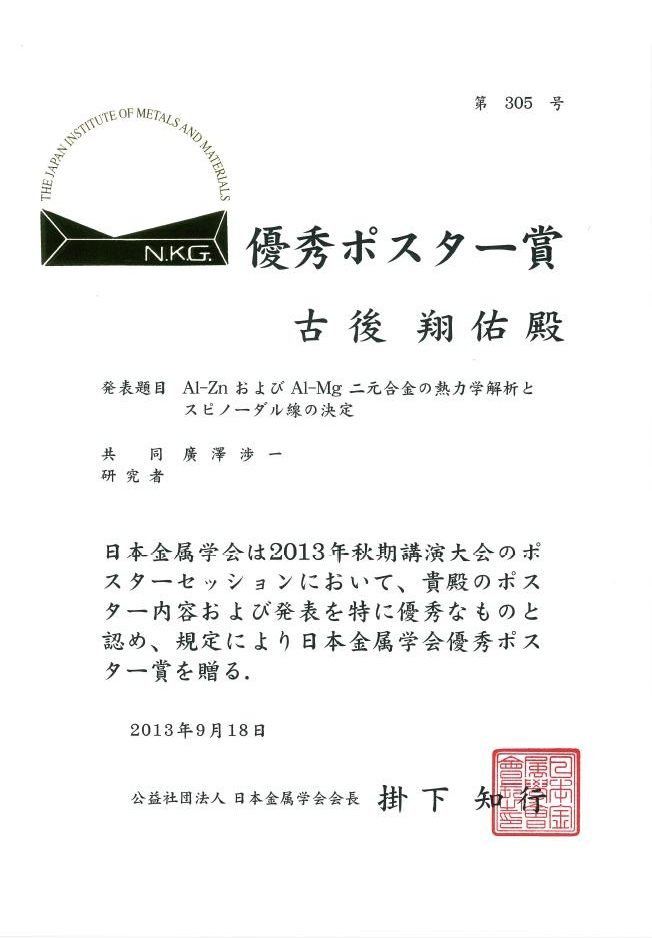 第 305 号
THE JAPAN INSTITUTE OF METALS AND MATERIALS
N.K.G.
優秀ポスター賞
古後 翔佑 殿
発表題目 Al-Zn および Al-Mg 二元合金の熱力学解析と
スピノーダル線の決定
共同 廣澤渉一
研究者
日本金属学会は2013年秋期講演大会のポ
スターセッションにおいて、貴殿のポス
ター内容および発表を特に優秀なものと
認め、規定により日本金属学会優秀ポス
ター賞を贈る.
2013年9月18日
公益社団法人 日本金属学会会長 掛下 知行